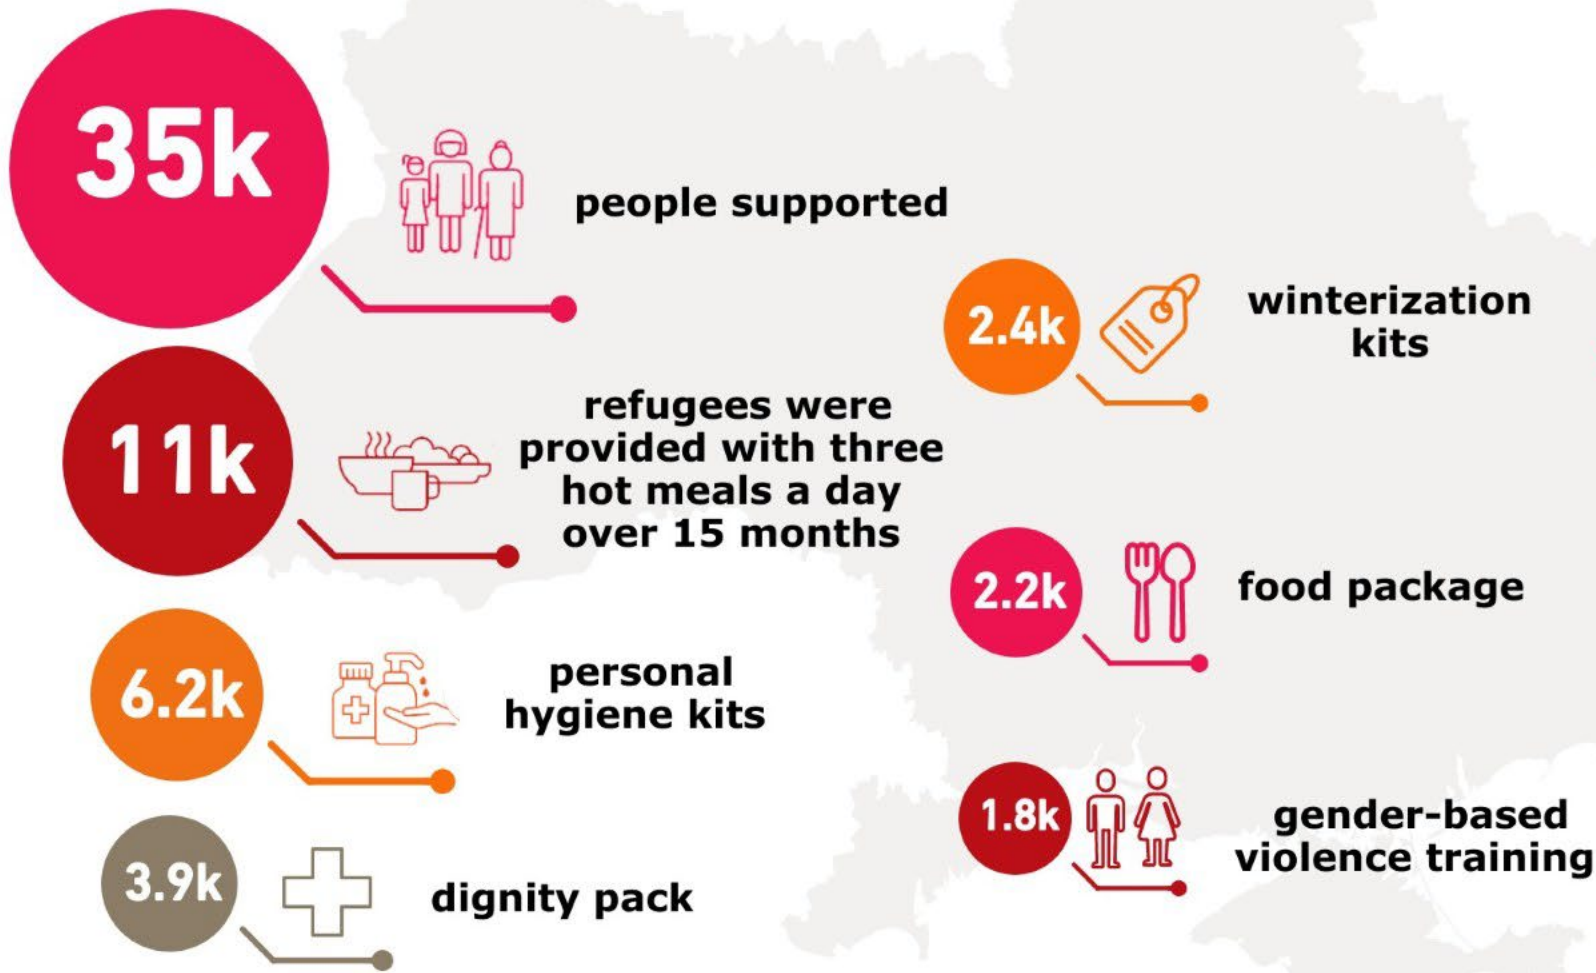 35k
people supported
11k
refugees were
provided with three
hot meals a day
over 15 months
6.2k
personal
hygiene kits
3.9k
dignity pack
2.4k
winterization
kits
2.2k
food package
1.8k
gender-based
violence training